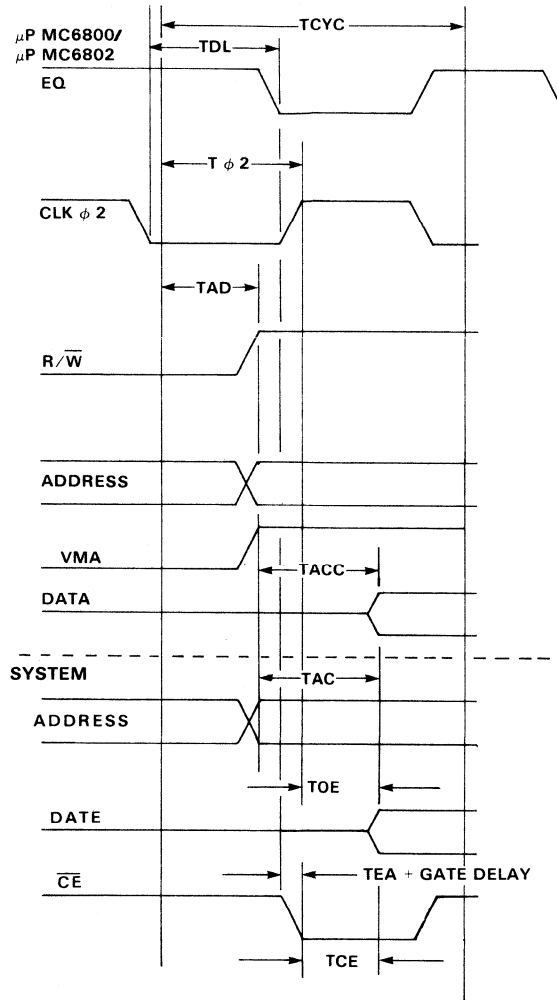 TCYC
μP MC6800/
μP MC6802
TDL
EQ
T φ 2
CLK φ 2
TAD
R/W̅
ADDRESS
VMA
TACC
DATA
SYSTEM
TAC
ADDRESS
TOE
DATE
TEA + GATE DELAY
C̅E̅
TCE